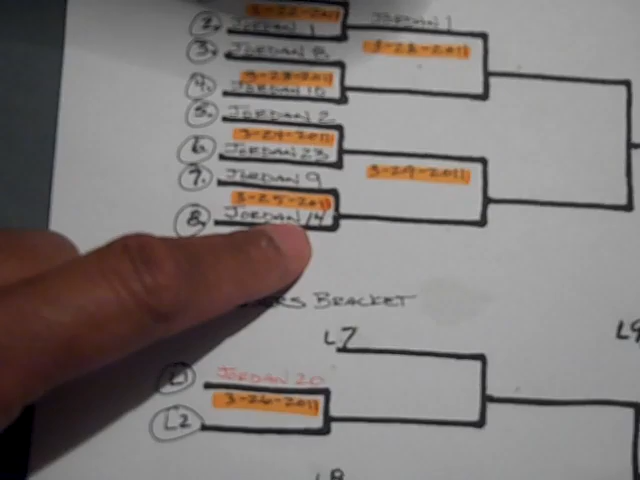 3-22-2011
2. JORDAN 1
JORDAN 1
3. JORDAN 8
3-28-2011
3-23-2011
4. JORDAN 10
5. JORDAN 2
3-24-2011
6. JORDAN 23
7. JORDAN 9
3-29-2011
3-25-2011
8. JORDAN 14
BRACKET
L7
L9
L1 JORDAN 20
3-26-2011
L2
L8